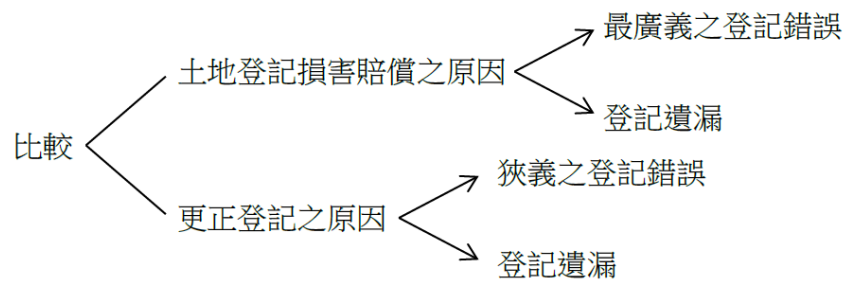 最廣義之登記錯誤
土地登記損害賠償之原因
登記遺漏
比較
狹義之登記錯誤
更正登記之原因
登記遺漏